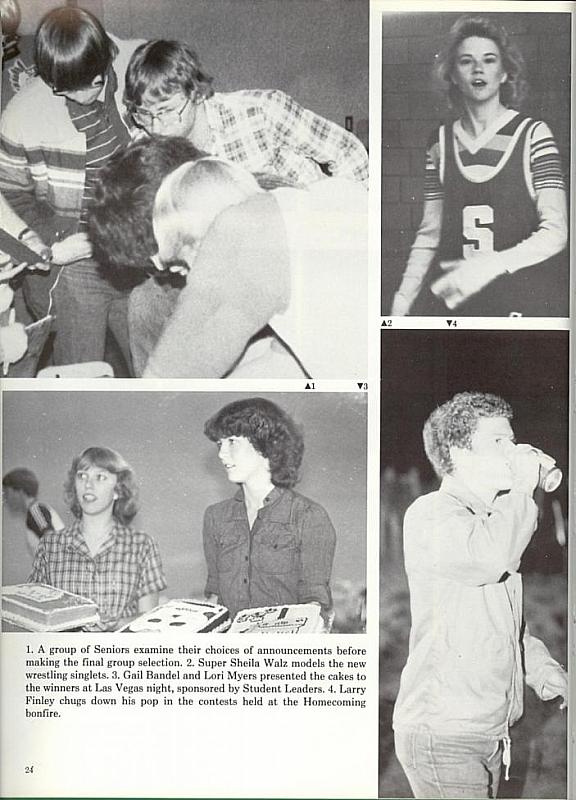 S
▲2 ▼4
▲1 ▼3
1. A group of Seniors examine their choices of announcements before
making the final group selection. 2. Super Sheila Walz models the new
wrestling singlets. 3. Gail Bandel and Lori Myers presented the cakes to
the winners at Las Vegas night, sponsored by Student Leaders. 4. Larry
Finley chugs down his pop in the contests held at the Homecoming
bonfire.
24